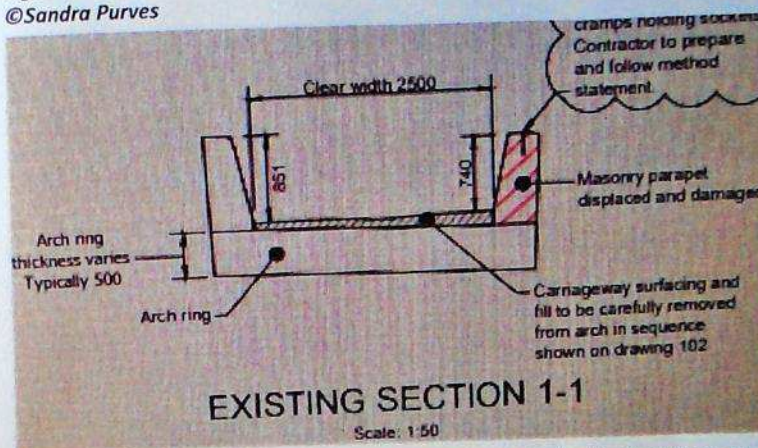 ©Sandra Purves
cramps holding sockets
Contractor to prepare
and follow method
statement.
Clear width 2500
851
740
Masonry parapet
displaced and damaged
Arch ring
thickness varies
Typically 500
Arch ring
Carriageway surfacing and
fill to be carefully removed
from arch in sequence
shown on drawing 102
EXISTING SECTION 1-1
Scale: 1:50